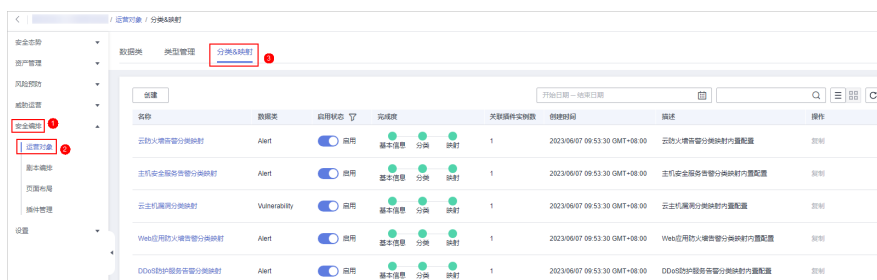 / 运营对象 / 分类&映射
安全态势
资产管理
风险预防
威胁运营
安全编排 1
运营对象 2
剧本编排
页面布局
插件管理
设置
数据类 类型管理 分类&映射 3
创建 开始日期 – 结束日期
名称 数据类 启用状态 完成度 关联插件实例数 创建时间 描述 操作
云防火墙告警分类映射 Alert 启用 基本信息 分类 映射 1 2023/06/07 09:53:30 GMT+08:00 云防火墙告警分类映射内置配置 复制
主机安全服务告警分类映射 Alert 启用 基本信息 分类 映射 1 2023/06/07 09:53:30 GMT+08:00 主机安全服务告警分类映射内置配置 复制
云主机漏洞分类映射 Vulnerability 启用 基本信息 分类 映射 1 2023/06/07 09:53:30 GMT+08:00 云主机漏洞分类映射内置配置 复制
Web应用防火墙告警分类映射 Alert 启用 基本信息 分类 映射 1 2023/06/07 09:53:30 GMT+08:00 Web应用防火墙告警分类映射内置配置 复制
DDoS防护服务告警分类映射 Alert 启用 基本信息 分类 映射 1 2023/06/07 09:53:30 GMT+08:00 DDoS防护服务告警分类映射内置配置 复制